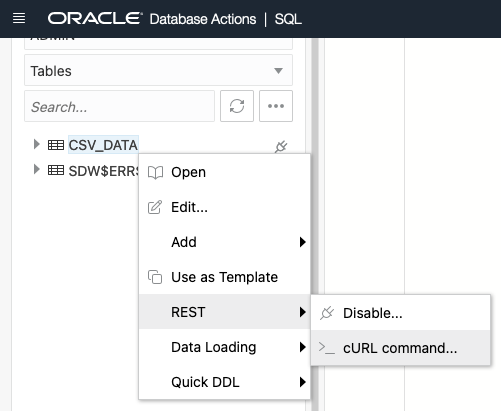 ORACLE Database Actions | SQL
ADMIN
Tables
Search...
CSV_DATA
SDW$ERR$
Open
Edit...
Add
Use as Template
REST
Disable...
Data Loading
cURL command...
Quick DDL